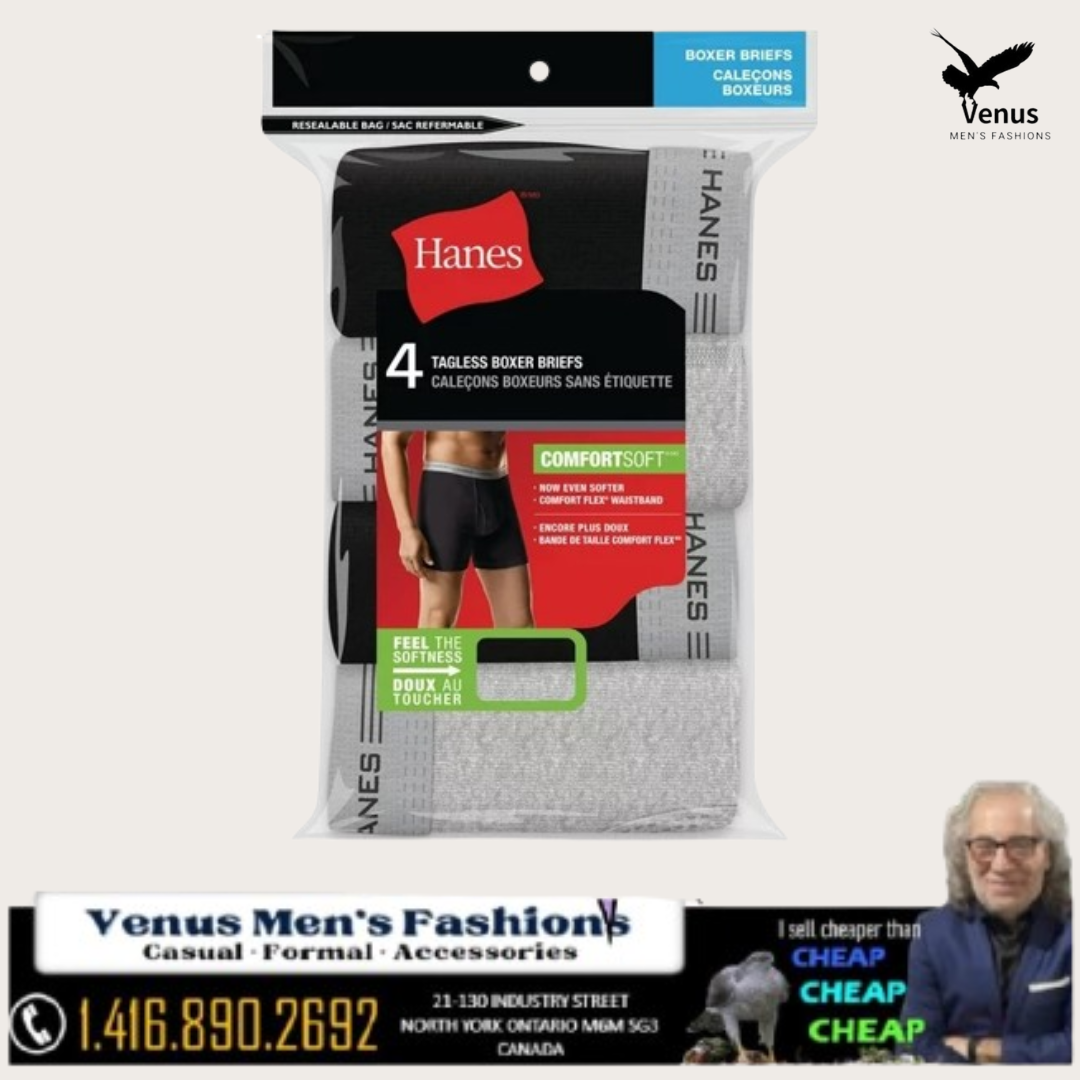 BOXER BRIEFS
CALEÇONS
BOXEURS
Venus
MEN'S FASHIONS
RESEALABLE BAG / SAC REFERMABLE
Hanes
HANES
4 TAGLESS BOXER BRIEFS
CALEÇONS BOXEURS SANS ÉTIQUETTE
HANES
COMFORTSOFT
· NOW EVEN SOFTER
· COMFORT FLEX® WAISTBAND
· ENCORE PLUS DOUX
· BANDE DE TAILLE COMFORT FLEX
HANES
FEEL THE
SOFTNESS
DOUX AU
TOUCHER
ANES
Venus Men's Fashions
Casual · Formal · Accessories
1.416.890.2692
21-130 INDUSTRY STREET
NORTH YORK ONTARIO M6M 5G3
CANADA
I sell cheaper than
CHEAP
CHEAP
CHEAP